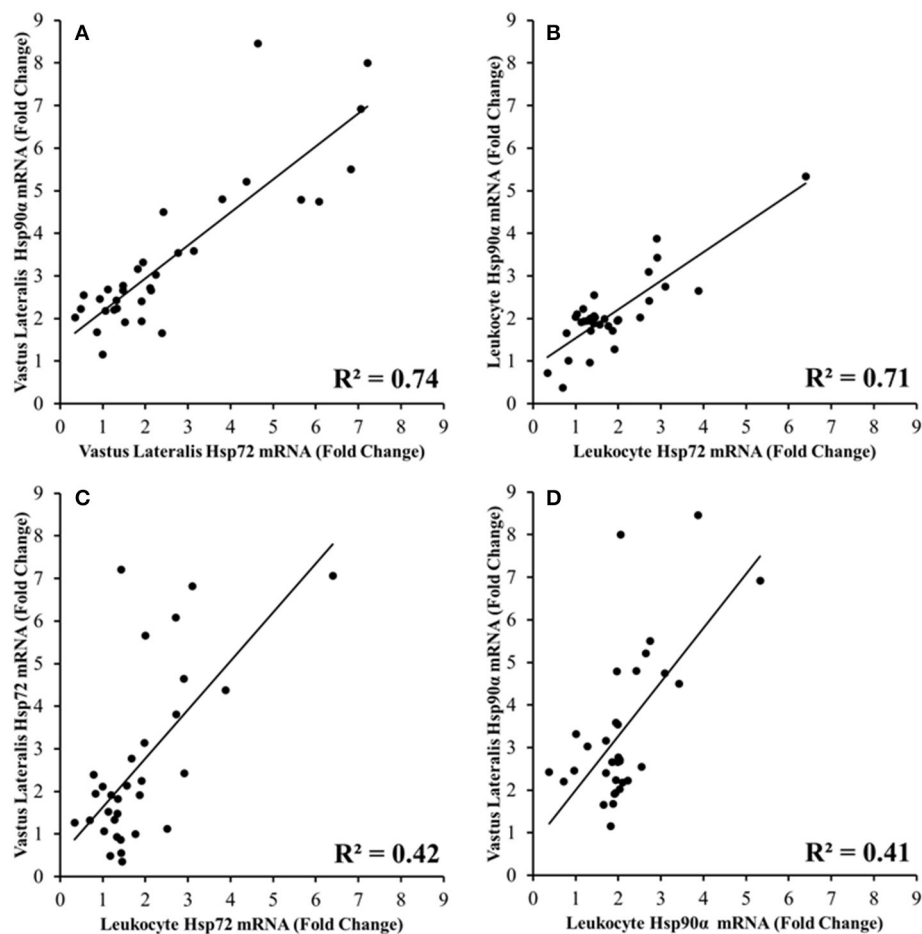 A
Vastus Lateralis Hsp90α mRNA (Fold Change)
9
8
7
6
5
4
3
2
1
0
R² = 0.74
0 1 2 3 4 5 6 7 8 9
Vastus Lateralis Hsp72 mRNA (Fold Change)
B
Leukocyte Hsp90α mRNA (Fold Change)
9
8
7
6
5
4
3
2
1
0
R² = 0.71
0 1 2 3 4 5 6 7 8 9
Leukocyte Hsp72 mRNA (Fold Change)
C
Vastus Lateralis Hsp72 mRNA (Fold Change)
9
8
7
6
5
4
3
2
1
0
R² = 0.42
0 1 2 3 4 5 6 7 8 9
Leukocyte Hsp72 mRNA (Fold Change)
D
Vastus Lateralis Hsp90α mRNA (Fold Change)
9
8
7
6
5
4
3
2
1
0
R² = 0.41
0 1 2 3 4 5 6 7 8 9
Leukocyte Hsp90α mRNA (Fold Change)